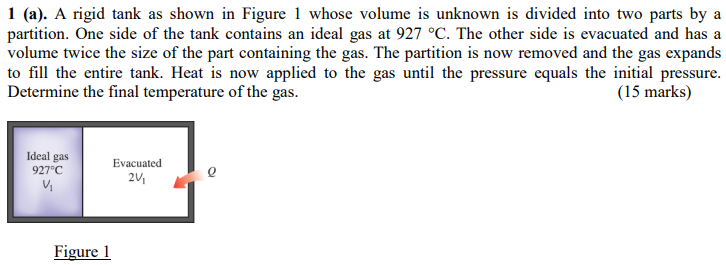 1 (a). A rigid tank as shown in Figure 1 whose volume is unknown is divided into two parts by a
partition. One side of the tank contains an ideal gas at 927 °C. The other side is evacuated and has a
volume twice the size of the part containing the gas. The partition is now removed and the gas expands
to fill the entire tank. Heat is now applied to the gas until the pressure equals the initial pressure.
Determine the final temperature of the gas. (15 marks)
Ideal gas
927°C
V₁
Evacuated
2V₁
Q
Figure 1